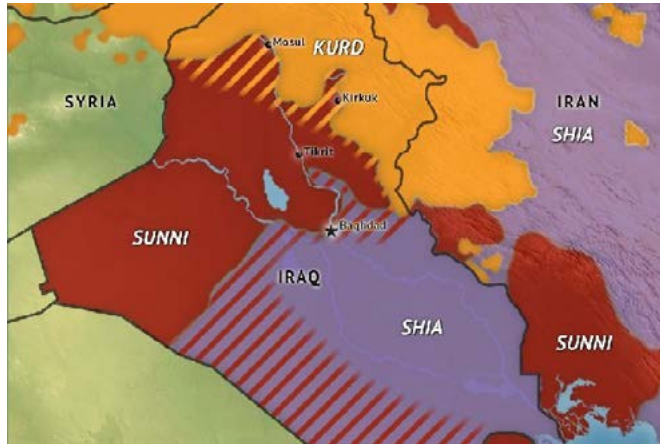 Mosul
KURD
SYRIA
Kirkuk
IRAN
SHIA
Tikrit
SUNNI
Baghdad
IRAQ
SHIA
SUNNI